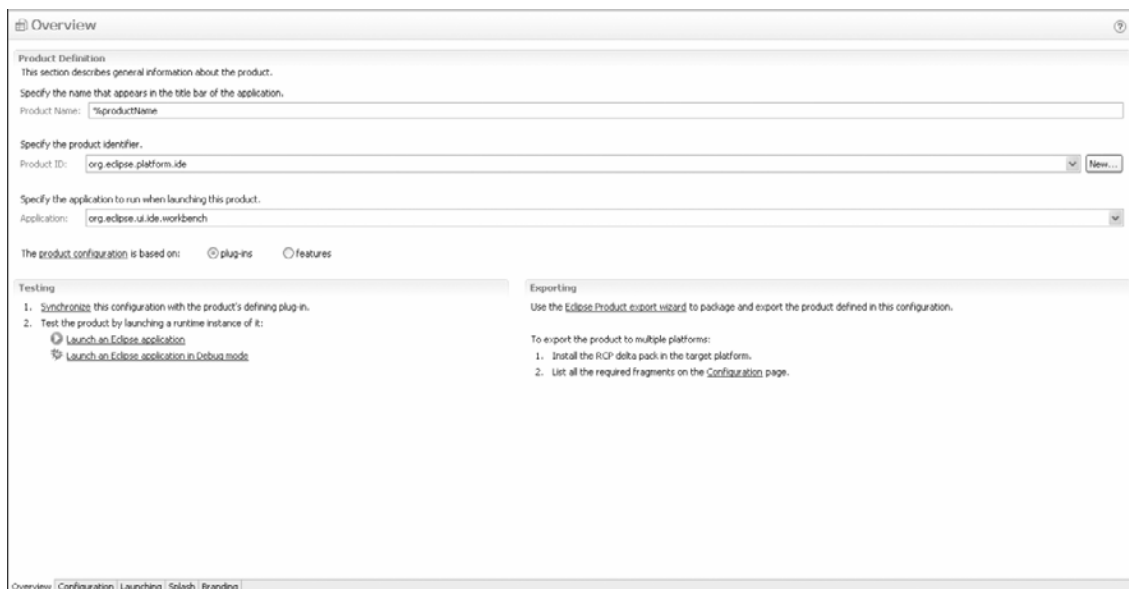 Overview
Product Definition
This section describes general information about the product.
Specify the name that appears in the title bar of the application.
Product Name: %productName
Specify the product identifier.
Product ID: org.eclipse.platform.ide New...
Specify the application to run when launching this product.
Application: org.eclipse.ui.ide.workbench
The product configuration is based on: plug-ins features
Testing
1. Synchronize this configuration with the product's defining plug-in.
2. Test the product by launching a runtime instance of it:
Launch an Eclipse application
Launch an Eclipse application in Debug mode
Exporting
Use the Eclipse Product export wizard to package and export the product defined in this configuration.
To export the product to multiple platforms:
1. Install the RCP delta pack in the target platform.
2. List all the required fragments on the Configuration page.
Overview Configuration Launching Splash Branding